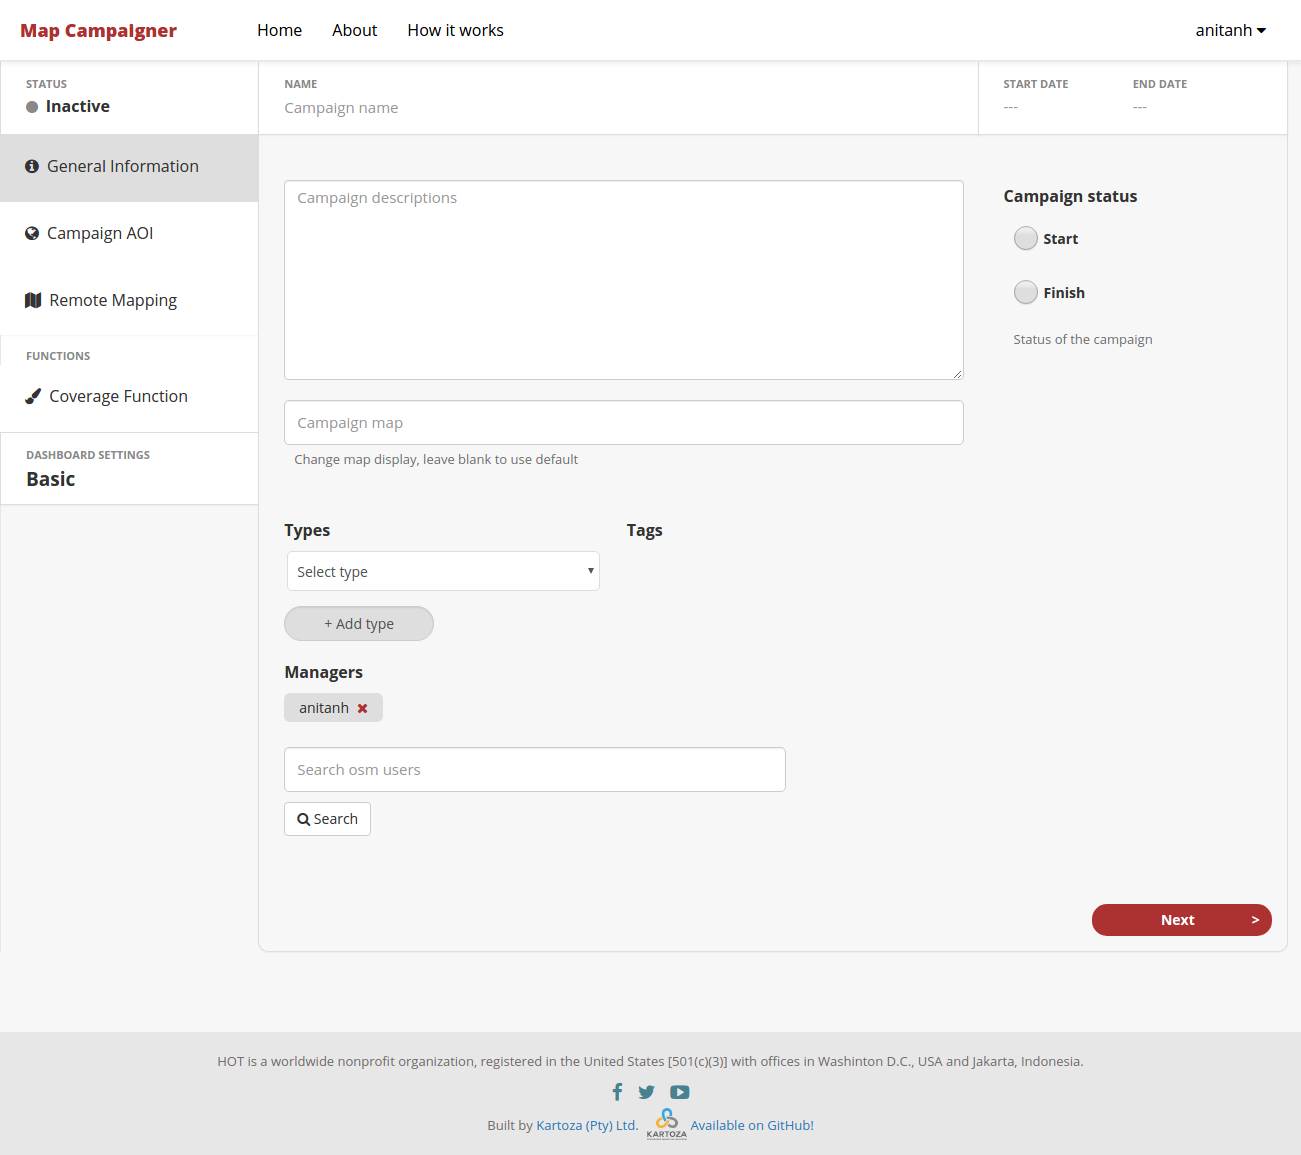 Map Campaigner
Home
About
How it works
anitanh
STATUS
Inactive
NAME
Campaign name
START DATE
---
END DATE
---
General Information
Campaign AOI
Remote Mapping
FUNCTIONS
Coverage Function
DASHBOARD SETTINGS
Basic
Campaign descriptions
Campaign status
Start
Finish
Status of the campaign
Campaign map
Change map display, leave blank to use default
Types
Tags
Select type
+ Add type
Managers
anitanh
Search osm users
Search
Next >
HOT is a worldwide nonprofit organization, registered in the United States [501(c)(3)] with offices in Washinton D.C., USA and Jakarta, Indonesia.
Built by Kartoza (Pty) Ltd. KARTOZA Available on GitHub!